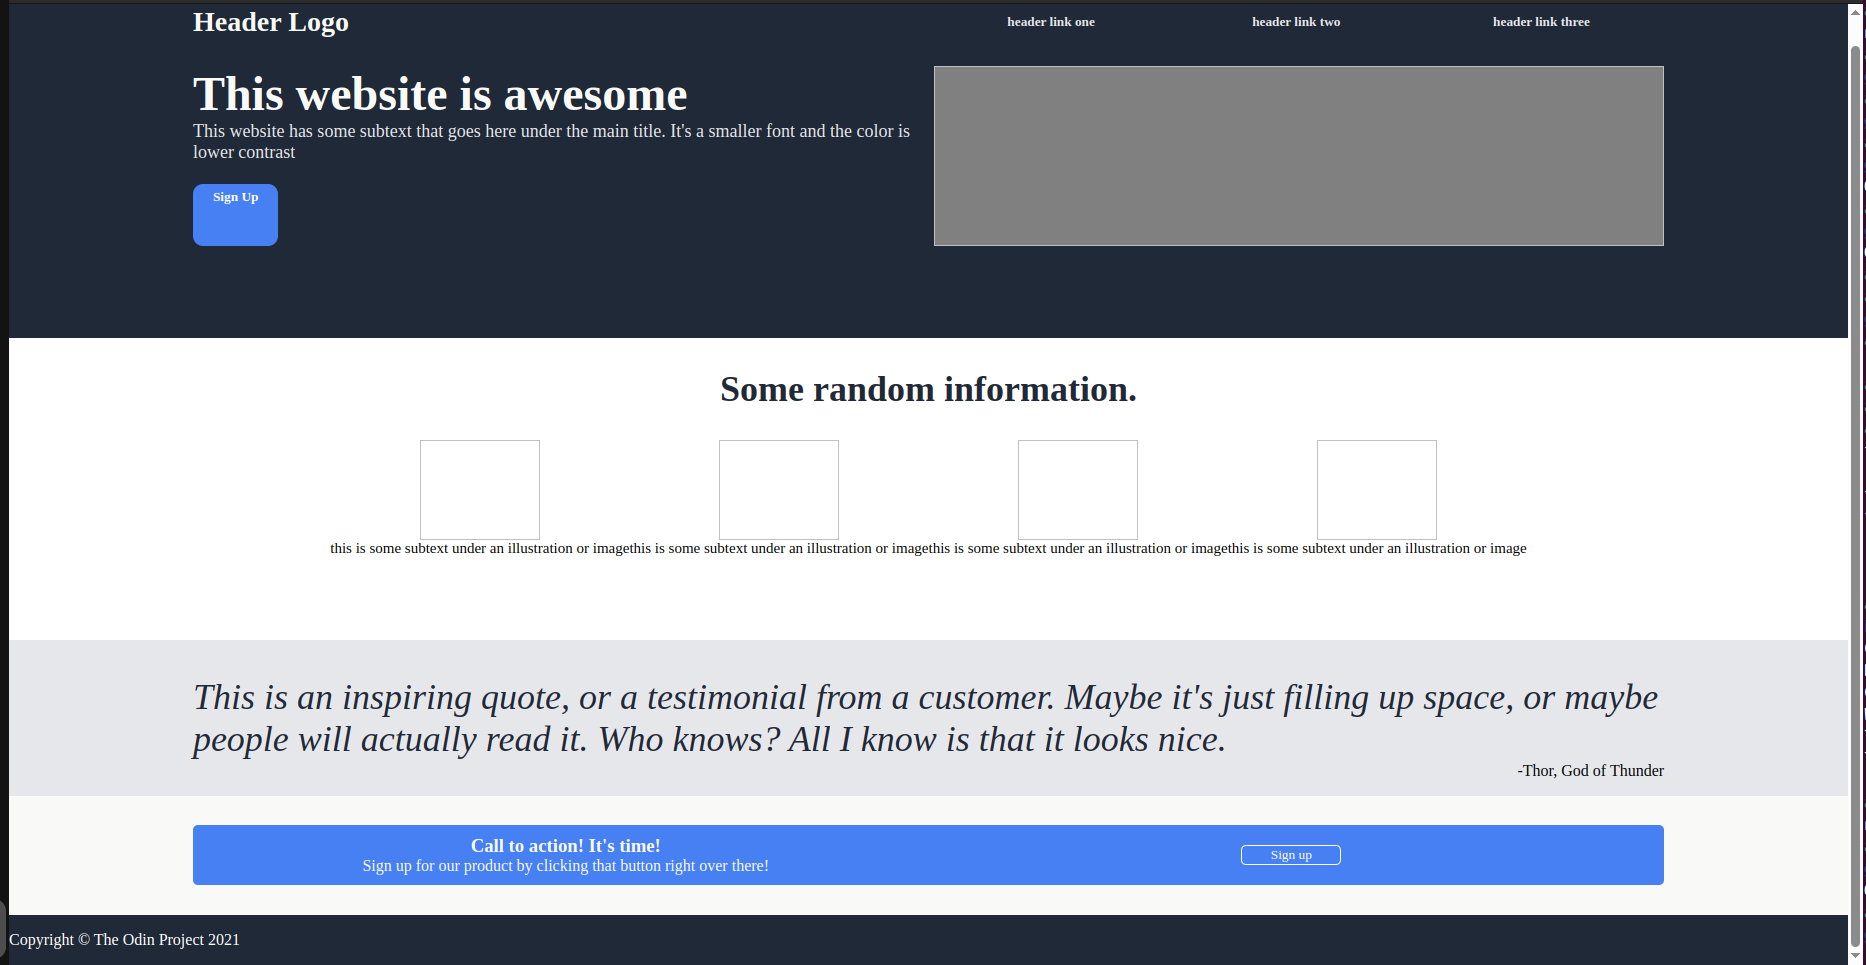 Header Logo
header link one
header link two
header link three
This website is awesome
This website has some subtext that goes here under the main title. It's a smaller font and the color is
lower contrast
Sign Up
Some random information.
this is some subtext under an illustration or imagethis is some subtext under an illustration or imagethis is some subtext under an illustration or imagethis is some subtext under an illustration or image
This is an inspiring quote, or a testimonial from a customer. Maybe it's just filling up space, or maybe
people will actually read it. Who knows? All I know is that it looks nice.
-Thor, God of Thunder
Call to action! It's time!
Sign up for our product by clicking that button right over there!
Sign up
Copyright © The Odin Project 2021